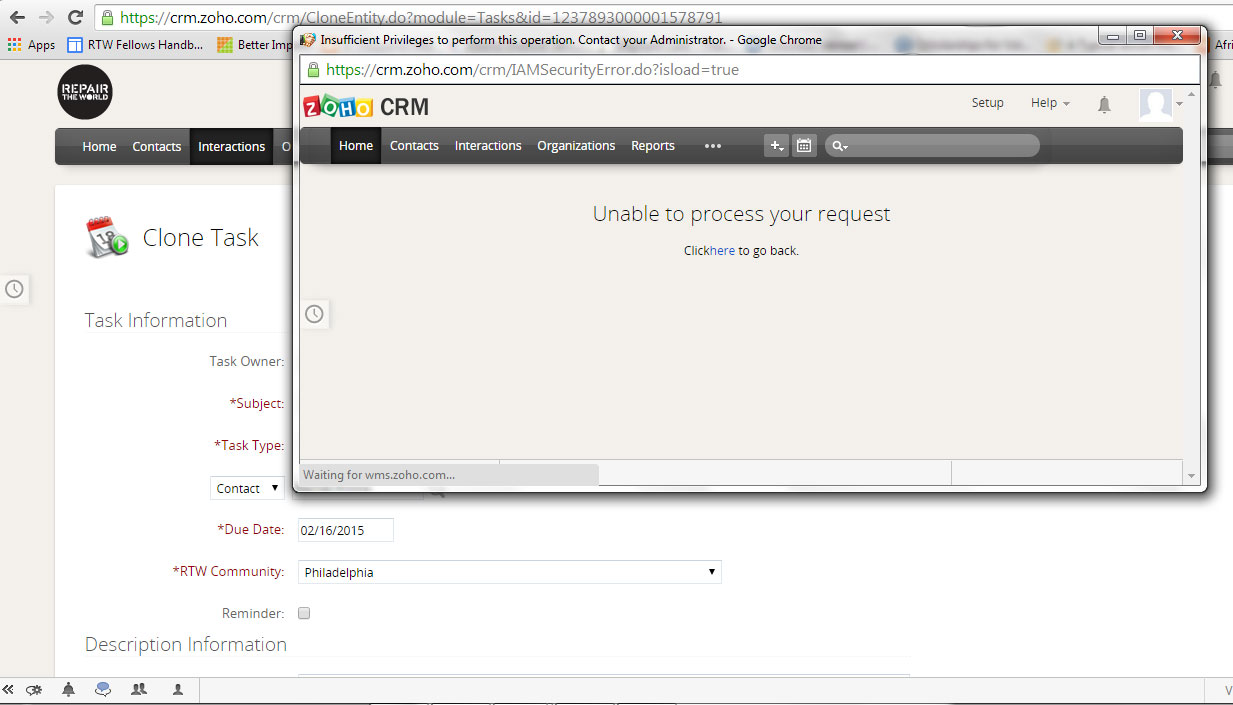 https://crm.zoho.com/crm/CloneEntity.do?module=Tasks&id=1237893000001578791
Apps RTW Fellows Handb... Better Imp Afri
Insufficient Privileges to perform this operation. Contact your Administrator. - Google Chrome
https://crm.zoho.com/crm/IAMSecurityError.do?isload=true
REPAIR THE WORLD
ZOHO CRM
Setup Help
Home Contacts Interactions O
Home Contacts Interactions Organizations Reports •••
Unable to process your request
Clickhere to go back.
Clone Task
Task Information
Task Owner:
*Subject:
*Task Type:
Waiting for wms.zoho.com...
Contact
*Due Date: 02/16/2015
*RTW Community: Philadelphia
Reminder:
Description Information
V